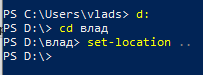 PS C:\Users\vlads> d:
PS D:\> cd влад
PS D:\влад> set-location ..
PS D:\>